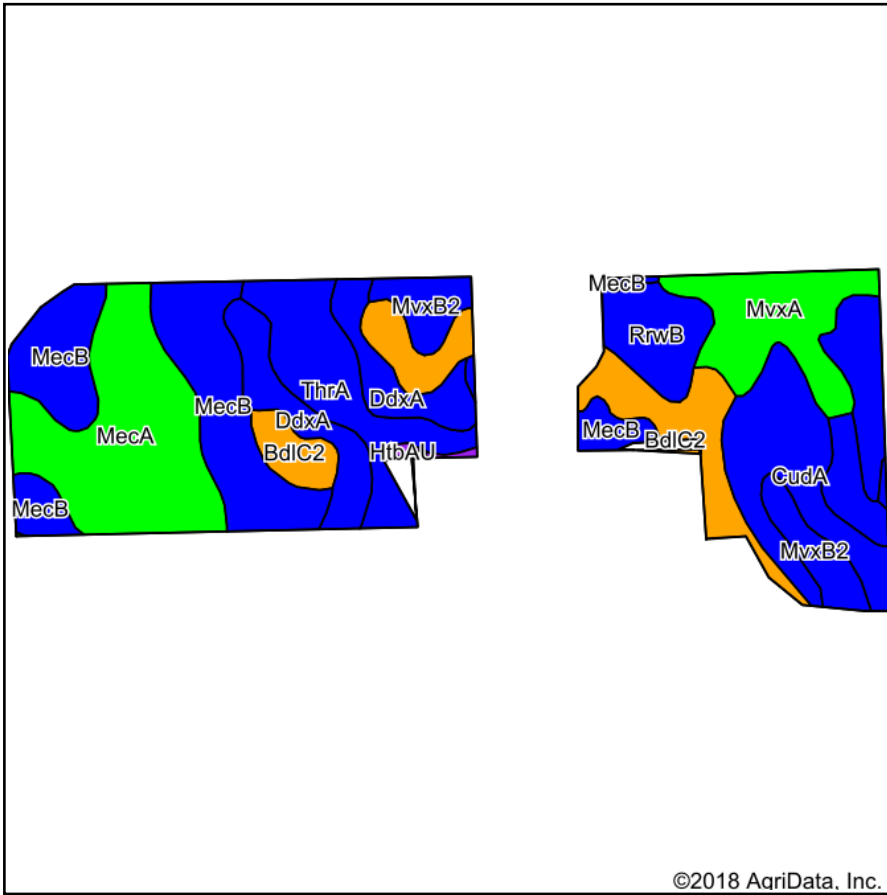 MecB
MvxA
MvxB2
RrwB
MecB
ThrA
DdxA
MecB
DdxA
MecA
MecB
BdlC2
HtbAU
BdlC2
CudA
MecB
MvxB2
©2018 AgriData, Inc.